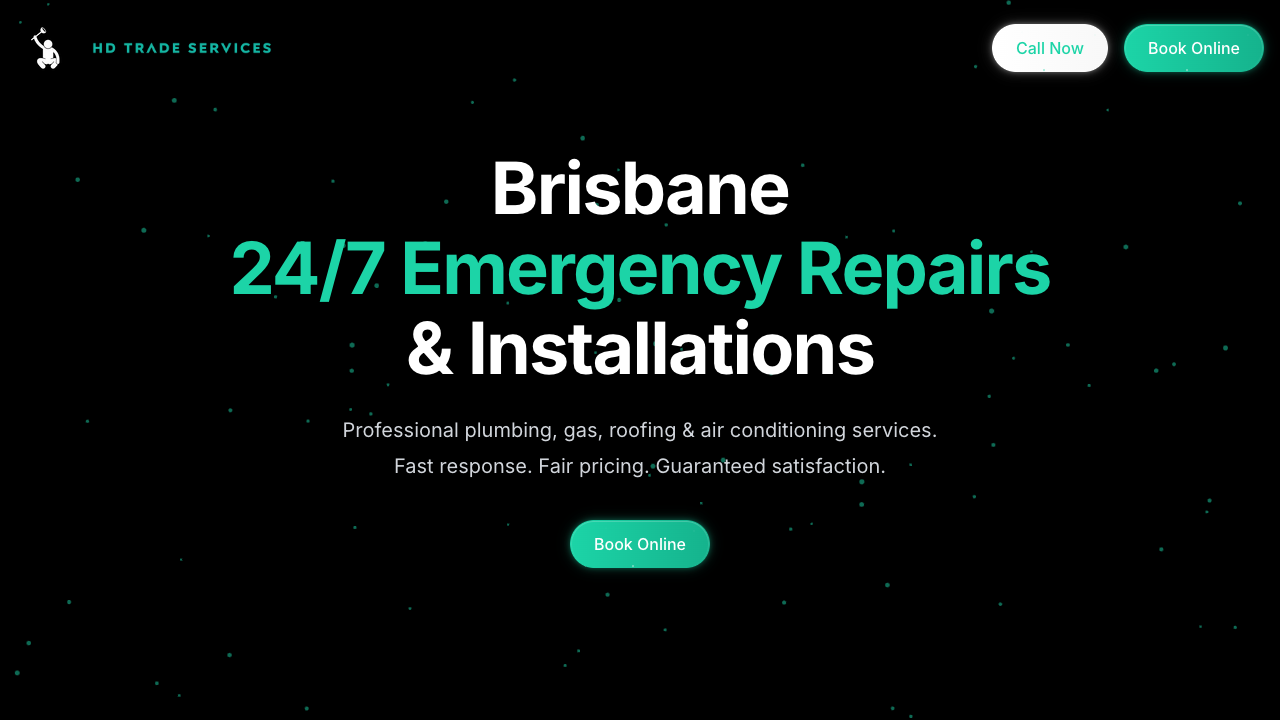 HD TRADE SERVICES
Call Now
Book Online
Brisbane
24/7 Emergency Repairs
& Installations
Professional plumbing, gas, roofing & air conditioning services.
Fast response. Fair pricing. Guaranteed satisfaction.
Book Online